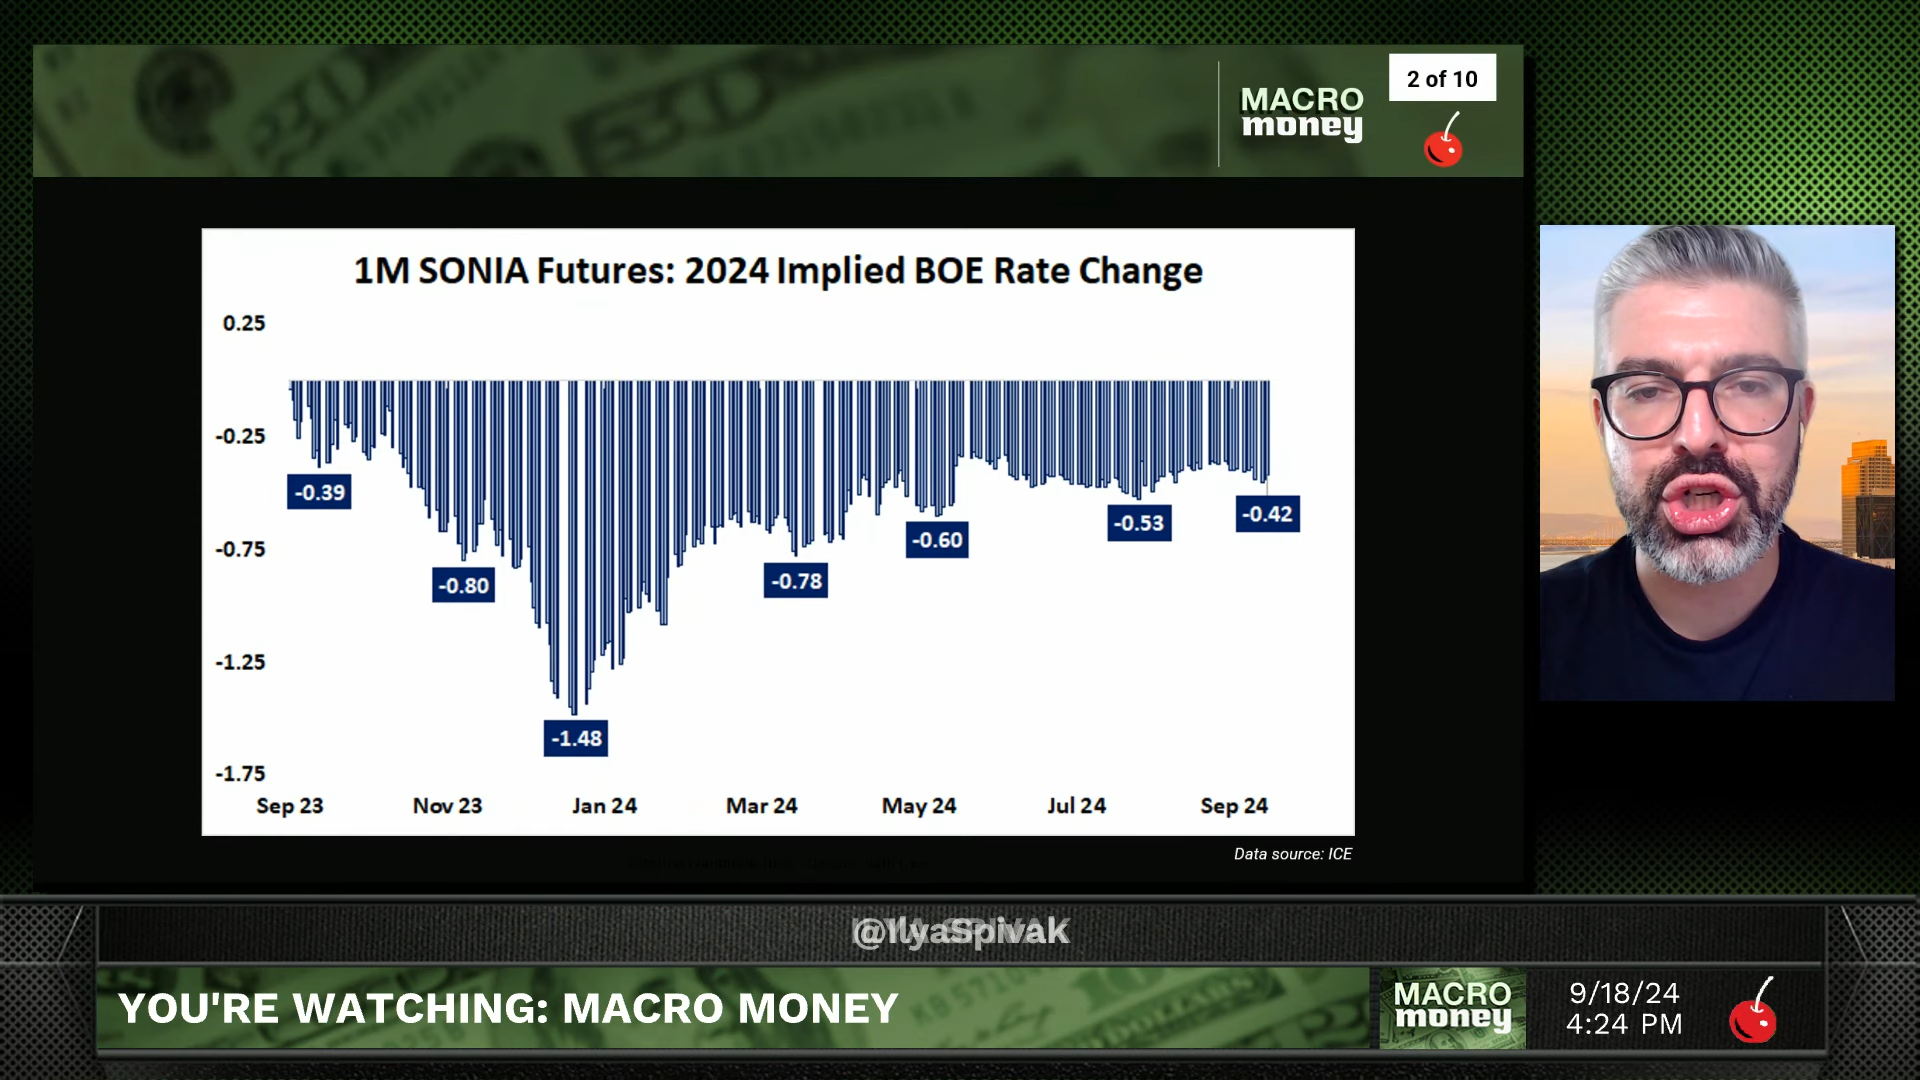 2 of 10
MACRO
money
1M SONIA Futures: 2024 Implied BOE Rate Change
0.25
-0.25
-0.75
-1.25
-1.75
-0.39
-0.80
-1.48
-0.78
-0.60
-0.53
-0.42
Sep 23 Nov 23 Jan 24 Mar 24 May 24 Jul 24 Sep 24
Data source: ICE
@IlyaSpivak
YOU'RE WATCHING: MACRO MONEY
MACRO
money
9/18/24
4:24 PM